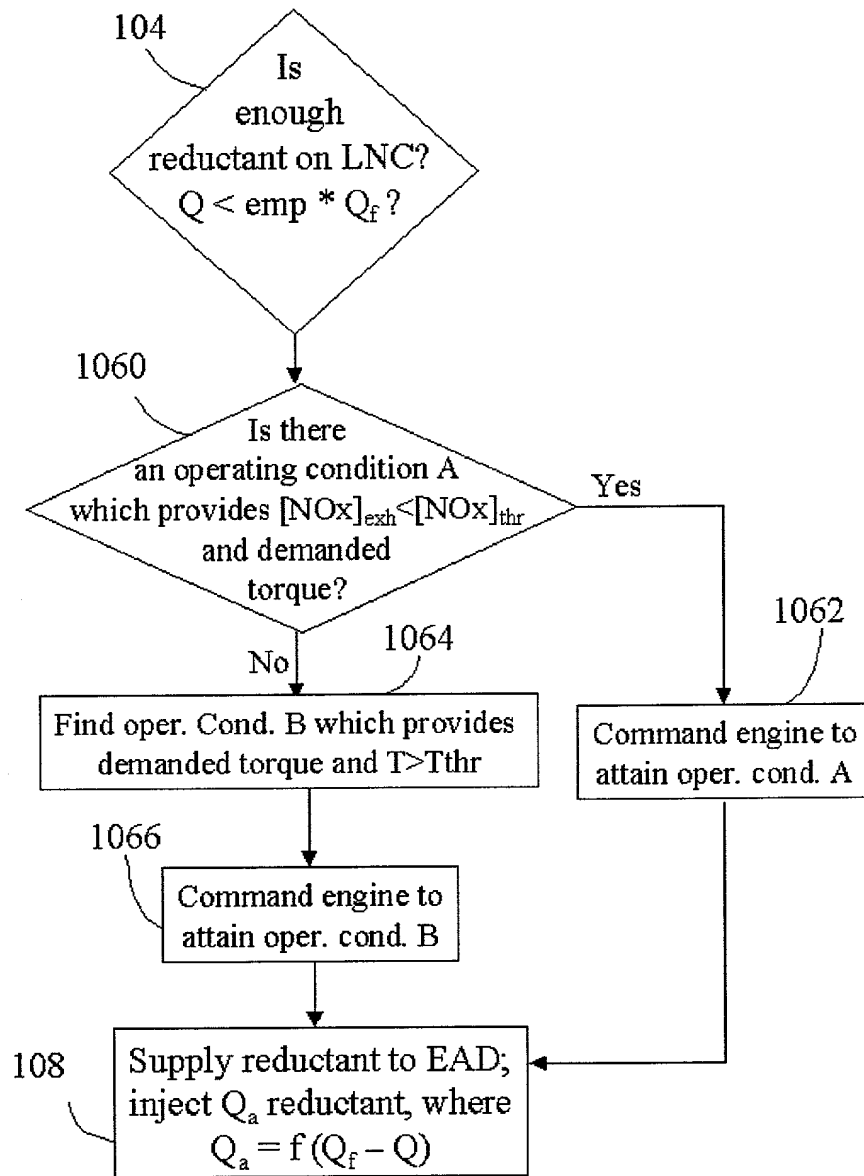 104
Is
enough
reductant on LNC?
Q < emp * Qf ?
1060
Is there
an operating condition A
which provides [NOx]exh<[NOx]thr
and demanded
torque?
Yes
No
1064
1062
Find oper. Cond. B which provides
demanded torque and T>Tthr
Command engine to
attain oper. cond. A
1066
Command engine to
attain oper. cond. B
108
Supply reductant to EAD;
inject Qa reductant, where
Qa = f (Qf – Q)